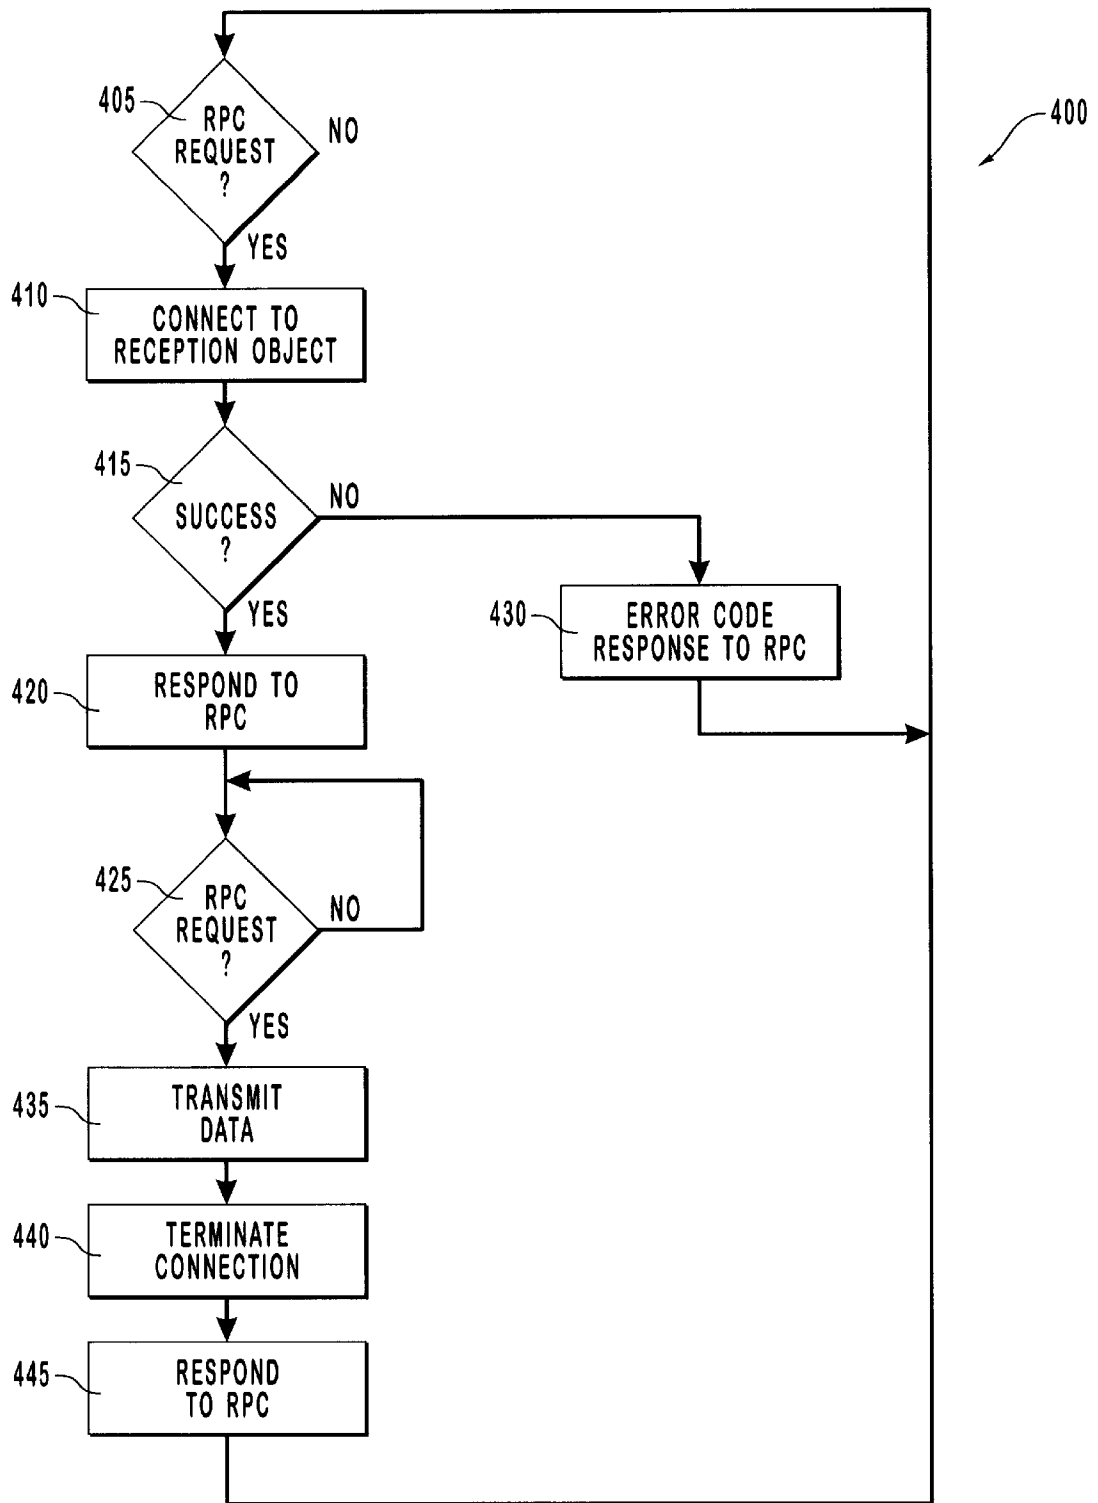 405
RPC
REQUEST
?
NO
400
YES
410
CONNECT TO
RECEPTION OBJECT
415
SUCCESS
?
NO
YES
430
ERROR CODE
RESPONSE TO RPC
420
RESPOND TO
RPC
425
RPC
REQUEST
?
NO
YES
435
TRANSMIT
DATA
440
TERMINATE
CONNECTION
445
RESPOND
TO RPC